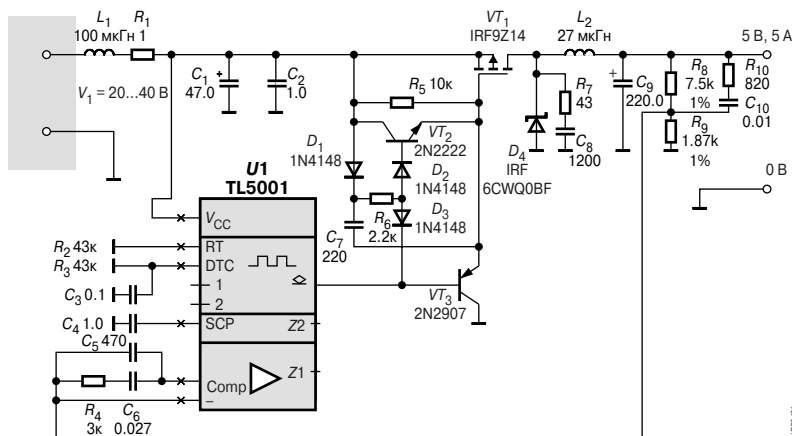 L1
100 мкГн
R1
1
VT1
IRF9Z14
L2
27 мкГн
5 В, 5 А
V1 = 20...40 В
C1
47.0
+
C2
1.0
R5 10к
VT2
2N2222
D1
1N4148
D2
1N4148
D3
1N4148
R6
2.2к
C7
220
VT3
2N2907
D4
IRF
6CWQ0BF
R7
43
C8
1200
+
C9
220.0
R8
7.5k
1%
R9
1.87k
1%
R10
820
C10
0.01
0 В
U1
TL5001
VCC
RT
DTC
1
2
SCP
Z2
Comp
Z1
–
R2 43к
R3 43к
C3 0.1
C4 1.0
C5 470
R4
3к
C6
0.027